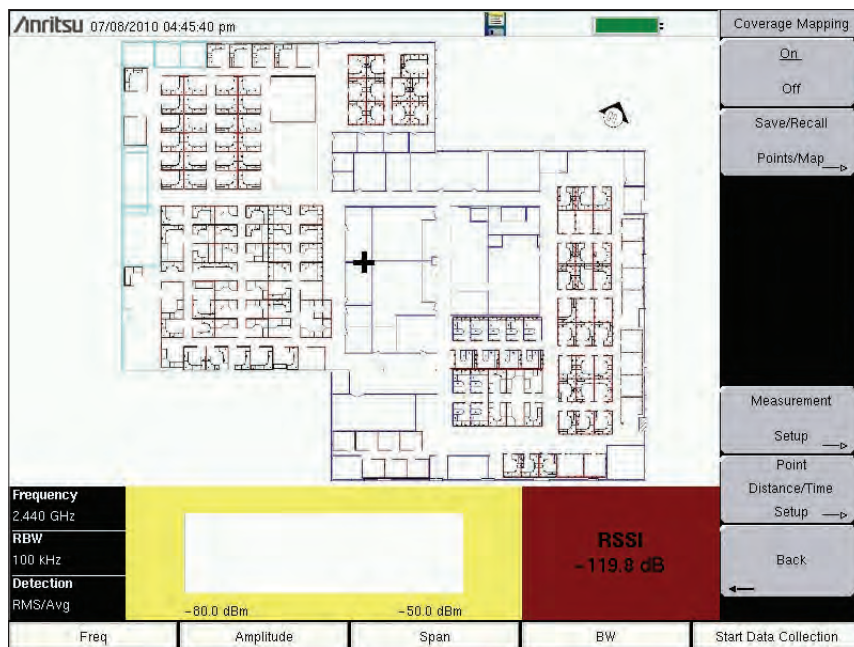 Anritsu 07/08/2010 04:45:40 pm
Coverage Mapping
On
Off
Save/Recall
Points/Map
Measurement
Setup
Point
Distance/Time
Setup
Back
Frequency
2.440 GHz
RBW
100 kHz
Detection
RMS/Avg
-80.0 dBm
-50.0 dBm
RSSI
-119.8 dB
Freq
Amplitude
Span
BW
Start Data Collection